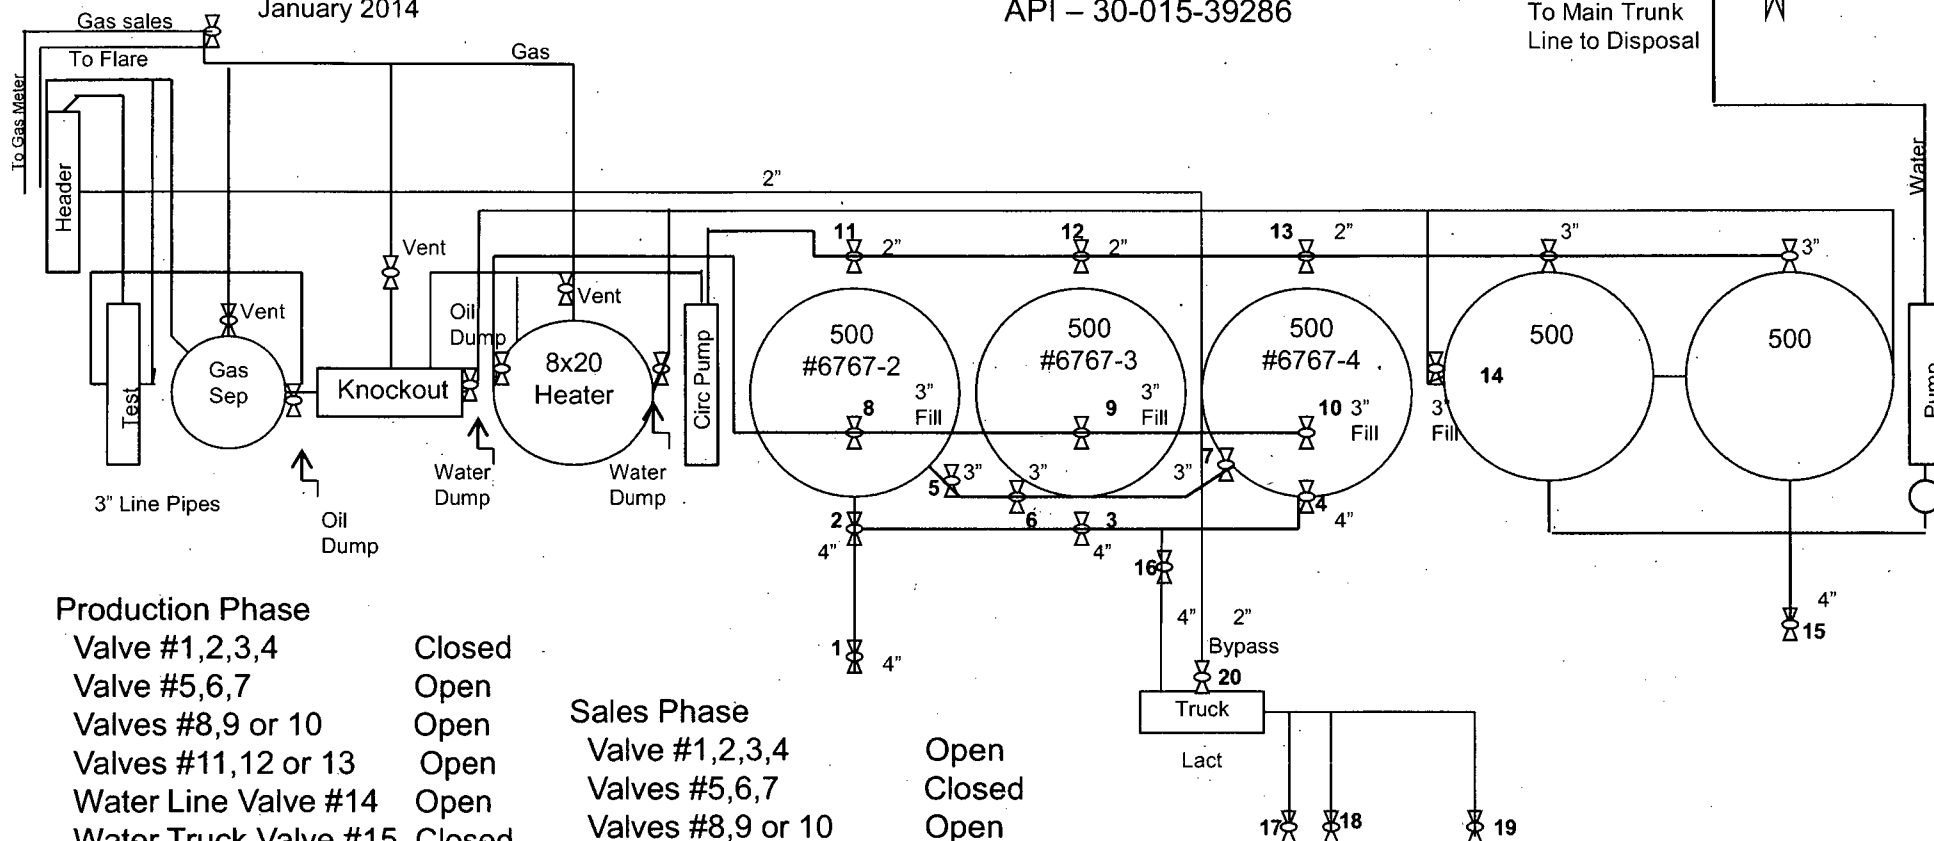 January 2014
API – 30-015-39286
To Main Trunk
Line to Disposal
Gas sales
To Flare
Gas
To Gas Meter
Header
2”
Water
Vent
11
2”
12
2”
13
2”
3”
3”
Vent
Vent
Oil
Dump
Gas
Sep
Knockout
8x20
Heater
Test
Circ Pump
500
#6767-2
500
#6767-3
500
#6767-4
500
500
14
Pump
8
3”
Fill
9
3”
Fill
10
3”
Fill
3”
Fill
Water
Dump
Water
Dump
5
3”
3”
3”
7
3” Line Pipes
Oil
Dump
2
4”
6
3
4”
4
4”
16
4”
2”
Bypass
4”
15
1
4”
20
Truck
Lact
17
18
19
Production Phase
Valve #1,2,3,4 Closed
Valve #5,6,7 Open
Valves #8,9 or 10 Open
Valves #11,12 or 13 Open
Water Line Valve #14 Open
Water Truck Valve #15 Closed
Sales Phase
Valve #1,2,3,4 Open
Valves #5,6,7 Closed
Valves #8,9 or 10 Open